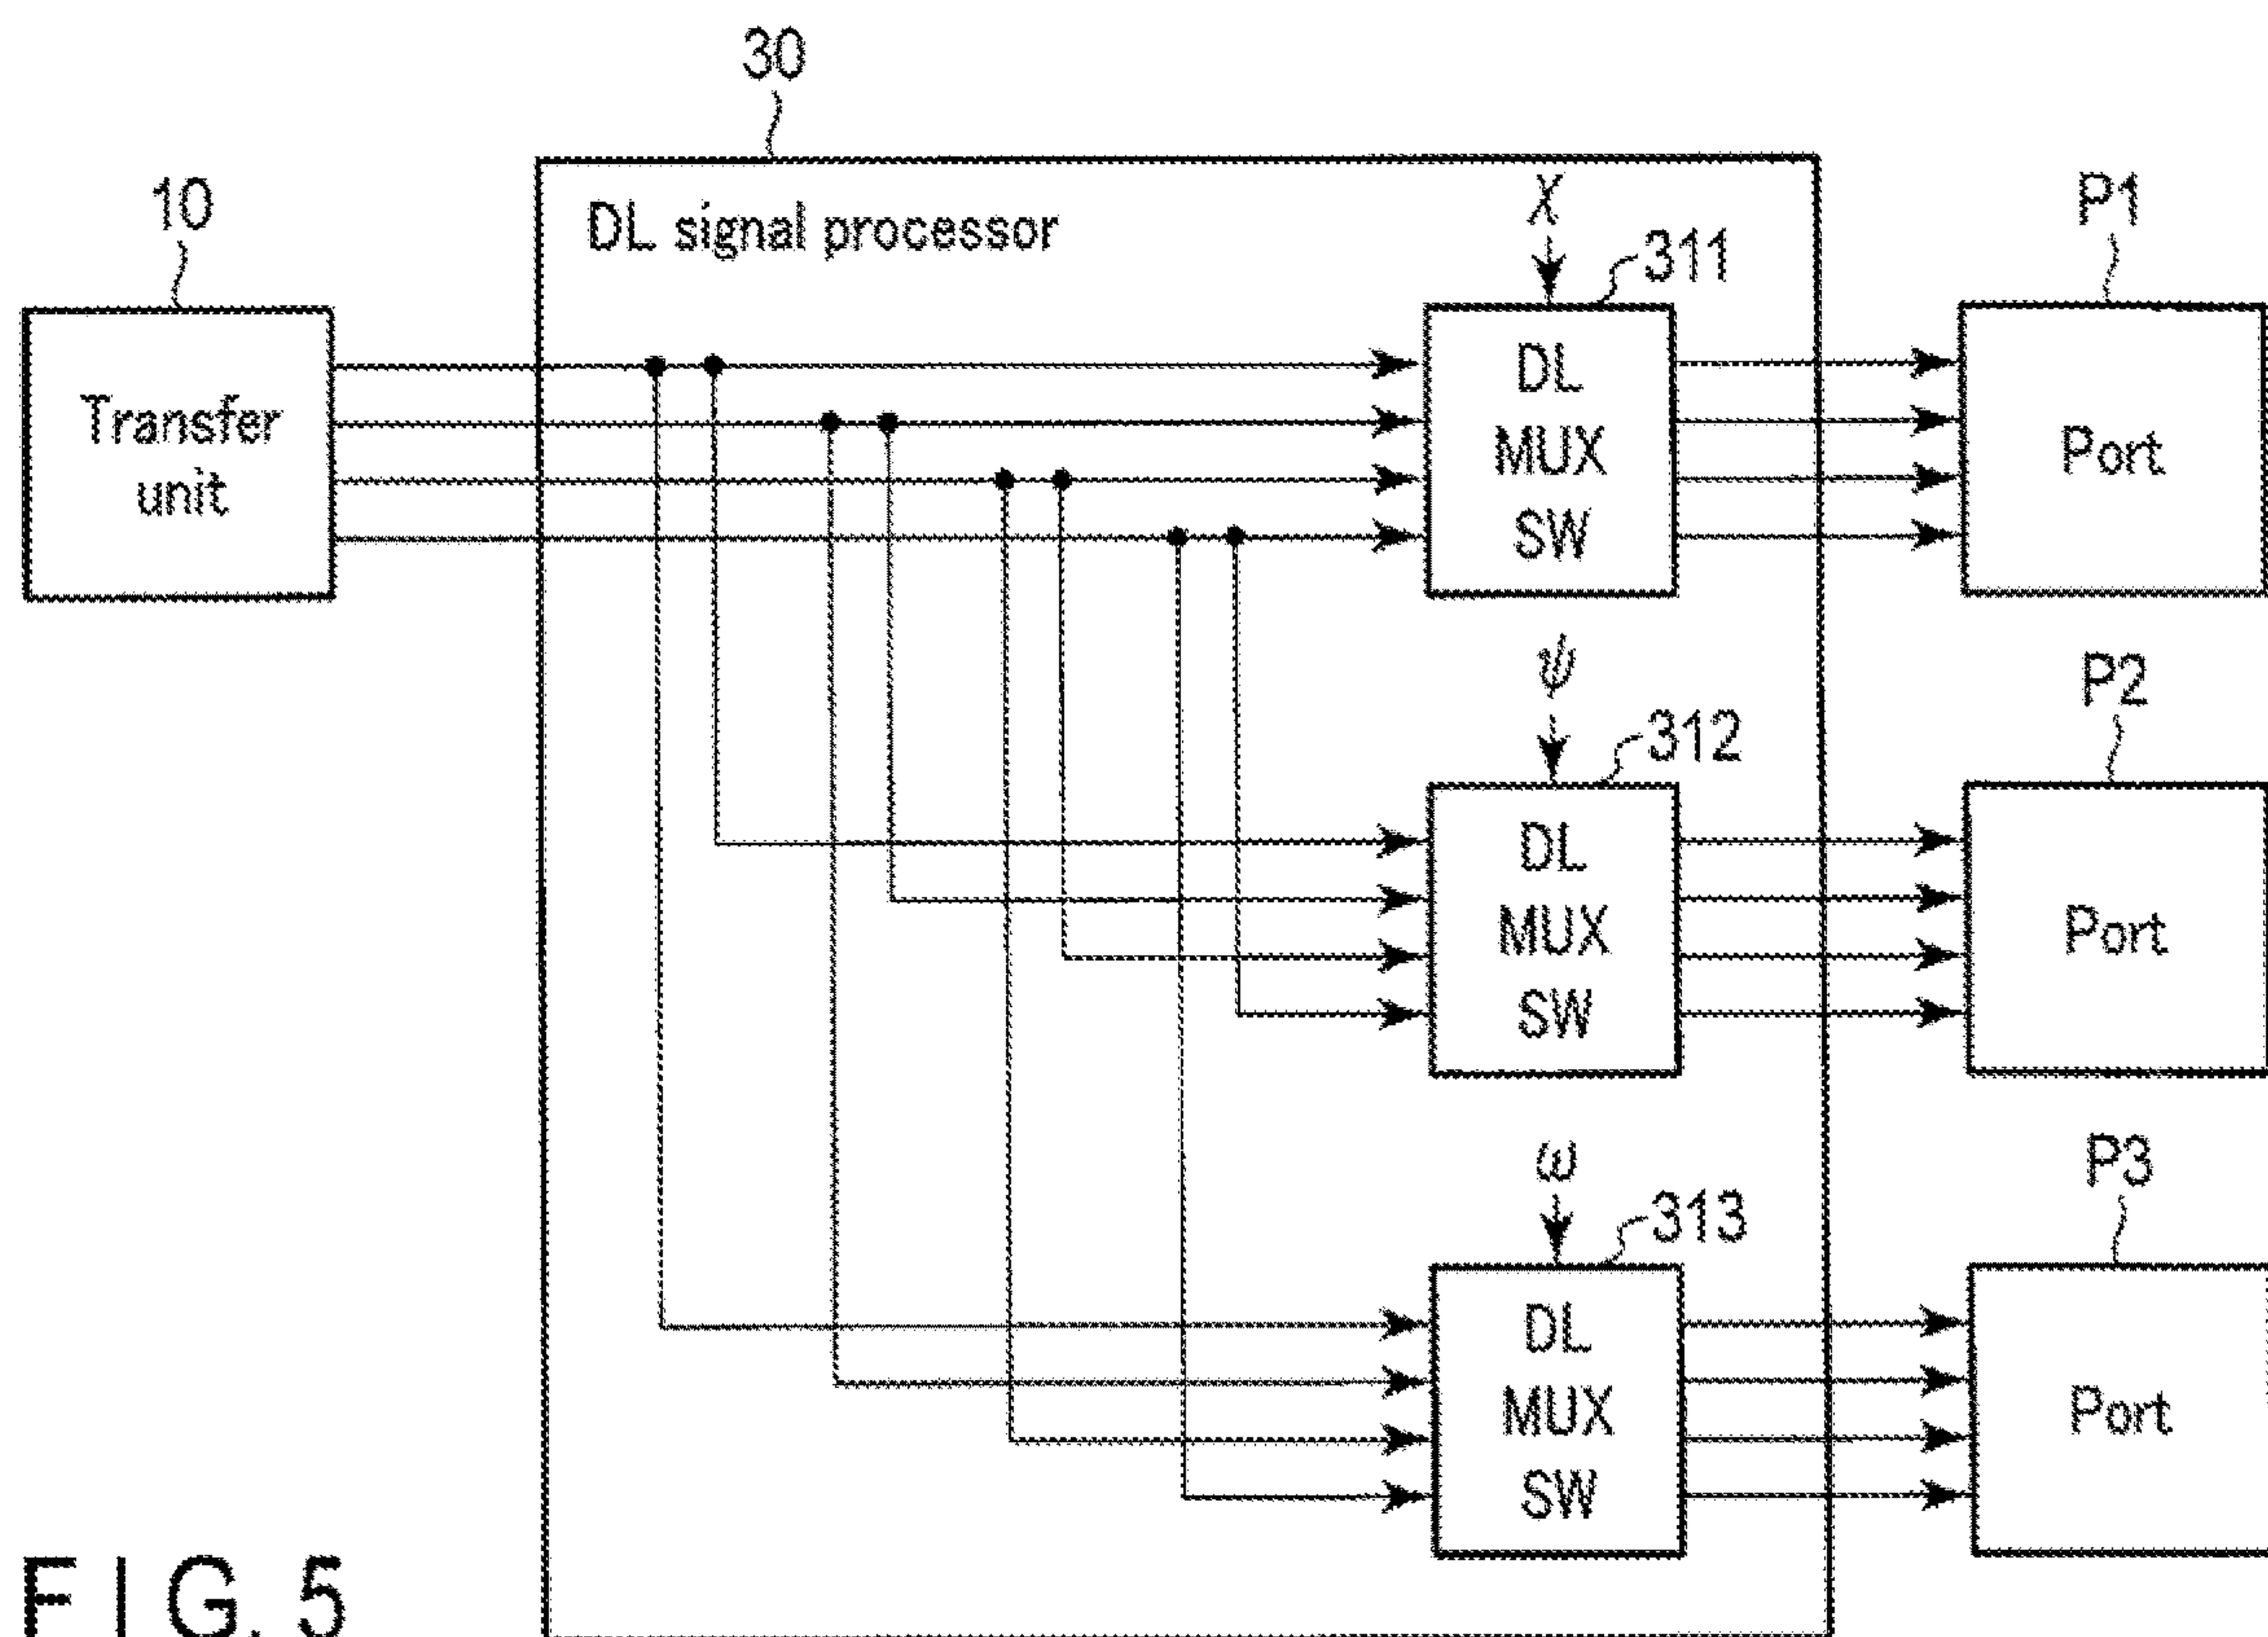 30
10
DL signal processor
χ
311
P1
Transfer
unit
DL
MUX
SW
Port
ψ
312
P2
DL
MUX
SW
Port
ω
313
P3
DL
MUX
SW
Port
FIG. 5